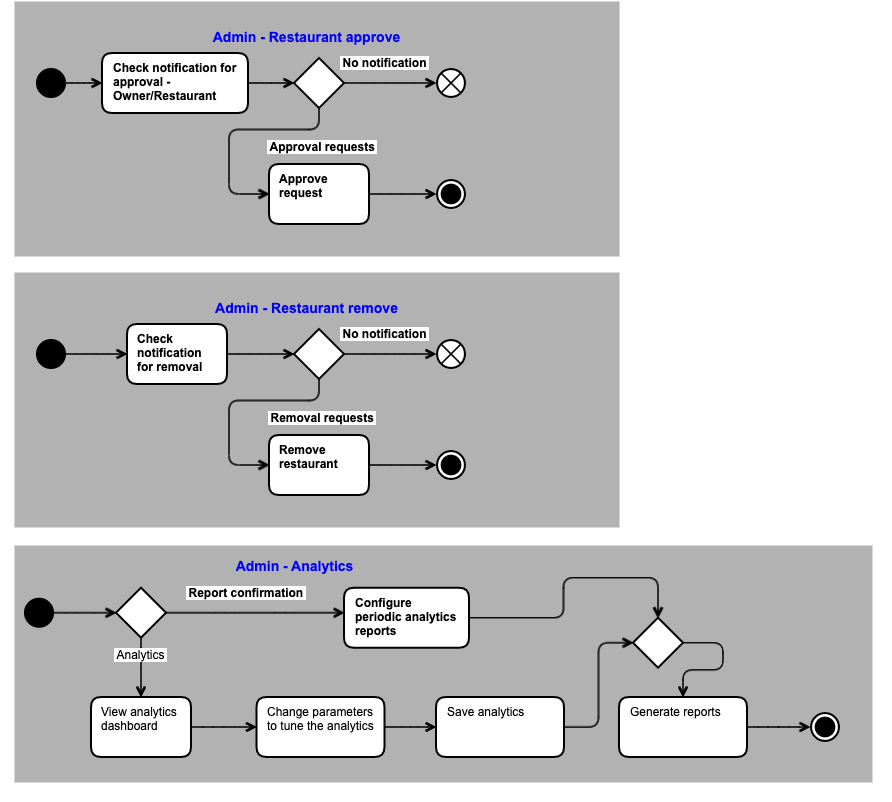 Admin - Restaurant approve
Check notification for
approval -
Owner/Restaurant
No notification
Approval requests
Approve
request
Admin - Restaurant remove
Check
notification
for removal
No notification
Removal requests
Remove
restaurant
Admin - Analytics
Report confirmation
Configure
periodic analytics
reports
Analytics
View analytics
dashboard
Change parameters
to tune the analytics
Save analytics
Generate reports